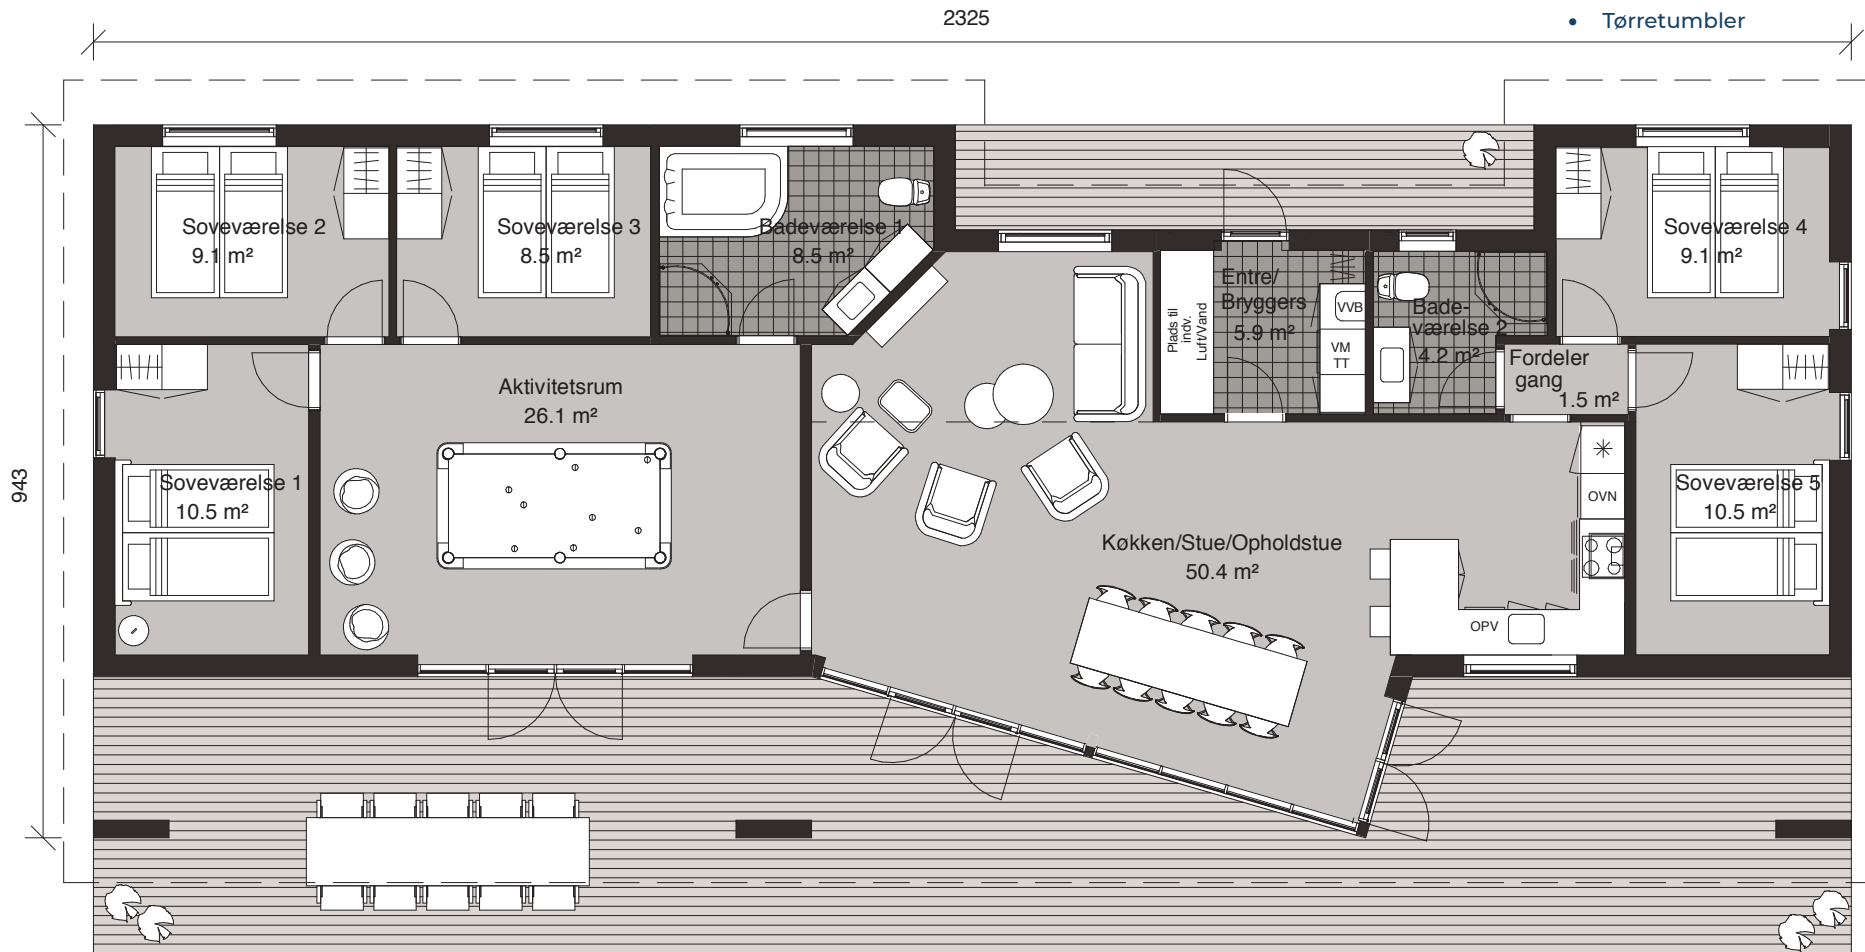 2325
• Tørretumbler
943
Soveværelse 2
9.1 m²
Soveværelse 3
8.5 m²
Badeværelse 1
8.5 m²
Entre/
Bryggers
5.9 m²
Plads til
indv.
Luft/Vand
VVB
VM
TT
Bade-
værelse 2
4.2 m²
Soveværelse 4
9.1 m²
Fordeler
gang
1.5 m²
Aktivitetsrum
26.1 m²
Soveværelse 1
10.5 m²
Køkken/Stue/Opholdstue
50.4 m²
OVN
OPV
Soveværelse 5
10.5 m²